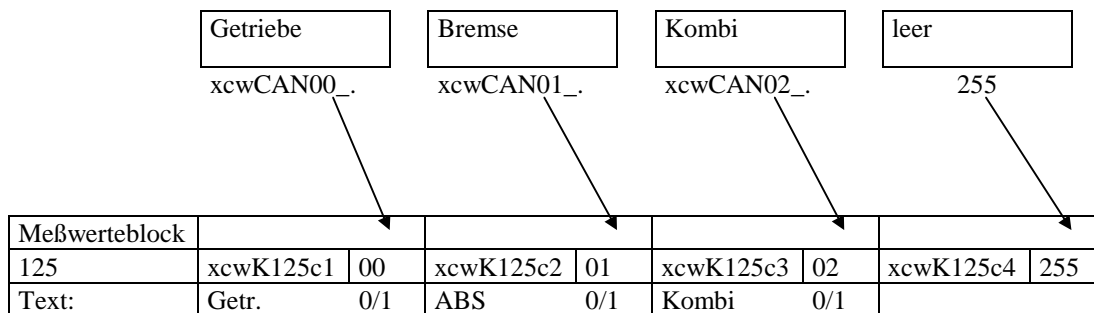 Getriebe Bremse Kombi leer
xcwCAN00_. xcwCAN01_. xcwCAN02_. 255
Meßwerteblock
125 xcwK125c1 00 xcwK125c2 01 xcwK125c3 02 xcwK125c4 255
Text: Getr. 0/1 ABS 0/1 Kombi 0/1